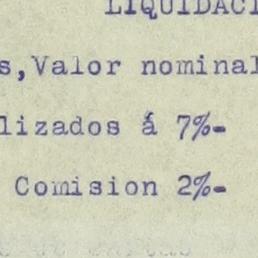 LIQUIDACI
s, Valor nominal
lizados á 7%-
Comision 2%-